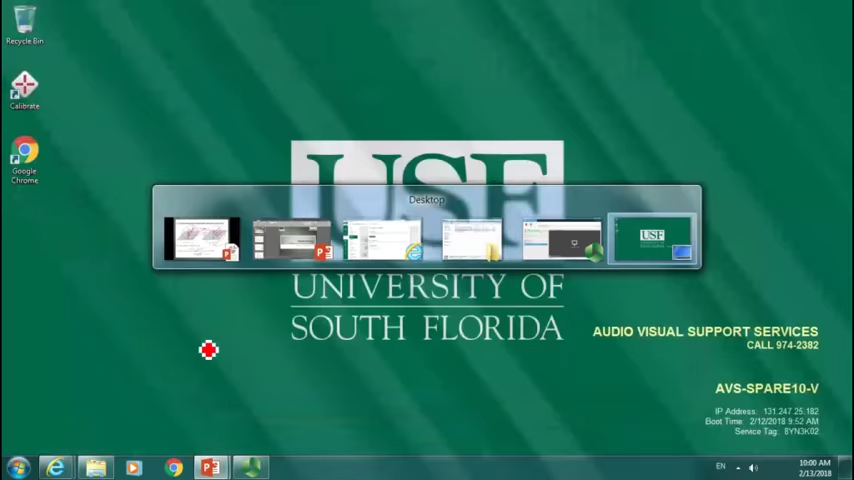 Recycle Bin
Calibrate
Google
Chrome
USF
Desktop
USF
UNIVERSITY OF
SOUTH FLORIDA
AUDIO VISUAL SUPPORT SERVICES
CALL 974-2382
AVS-SPARE10-V
IP Address: 131.247.25.182
Boot Time: 2/12/2018 9:52 AM
Service Tag: 8YN3K02
EN
10:00 AM
2/13/2018